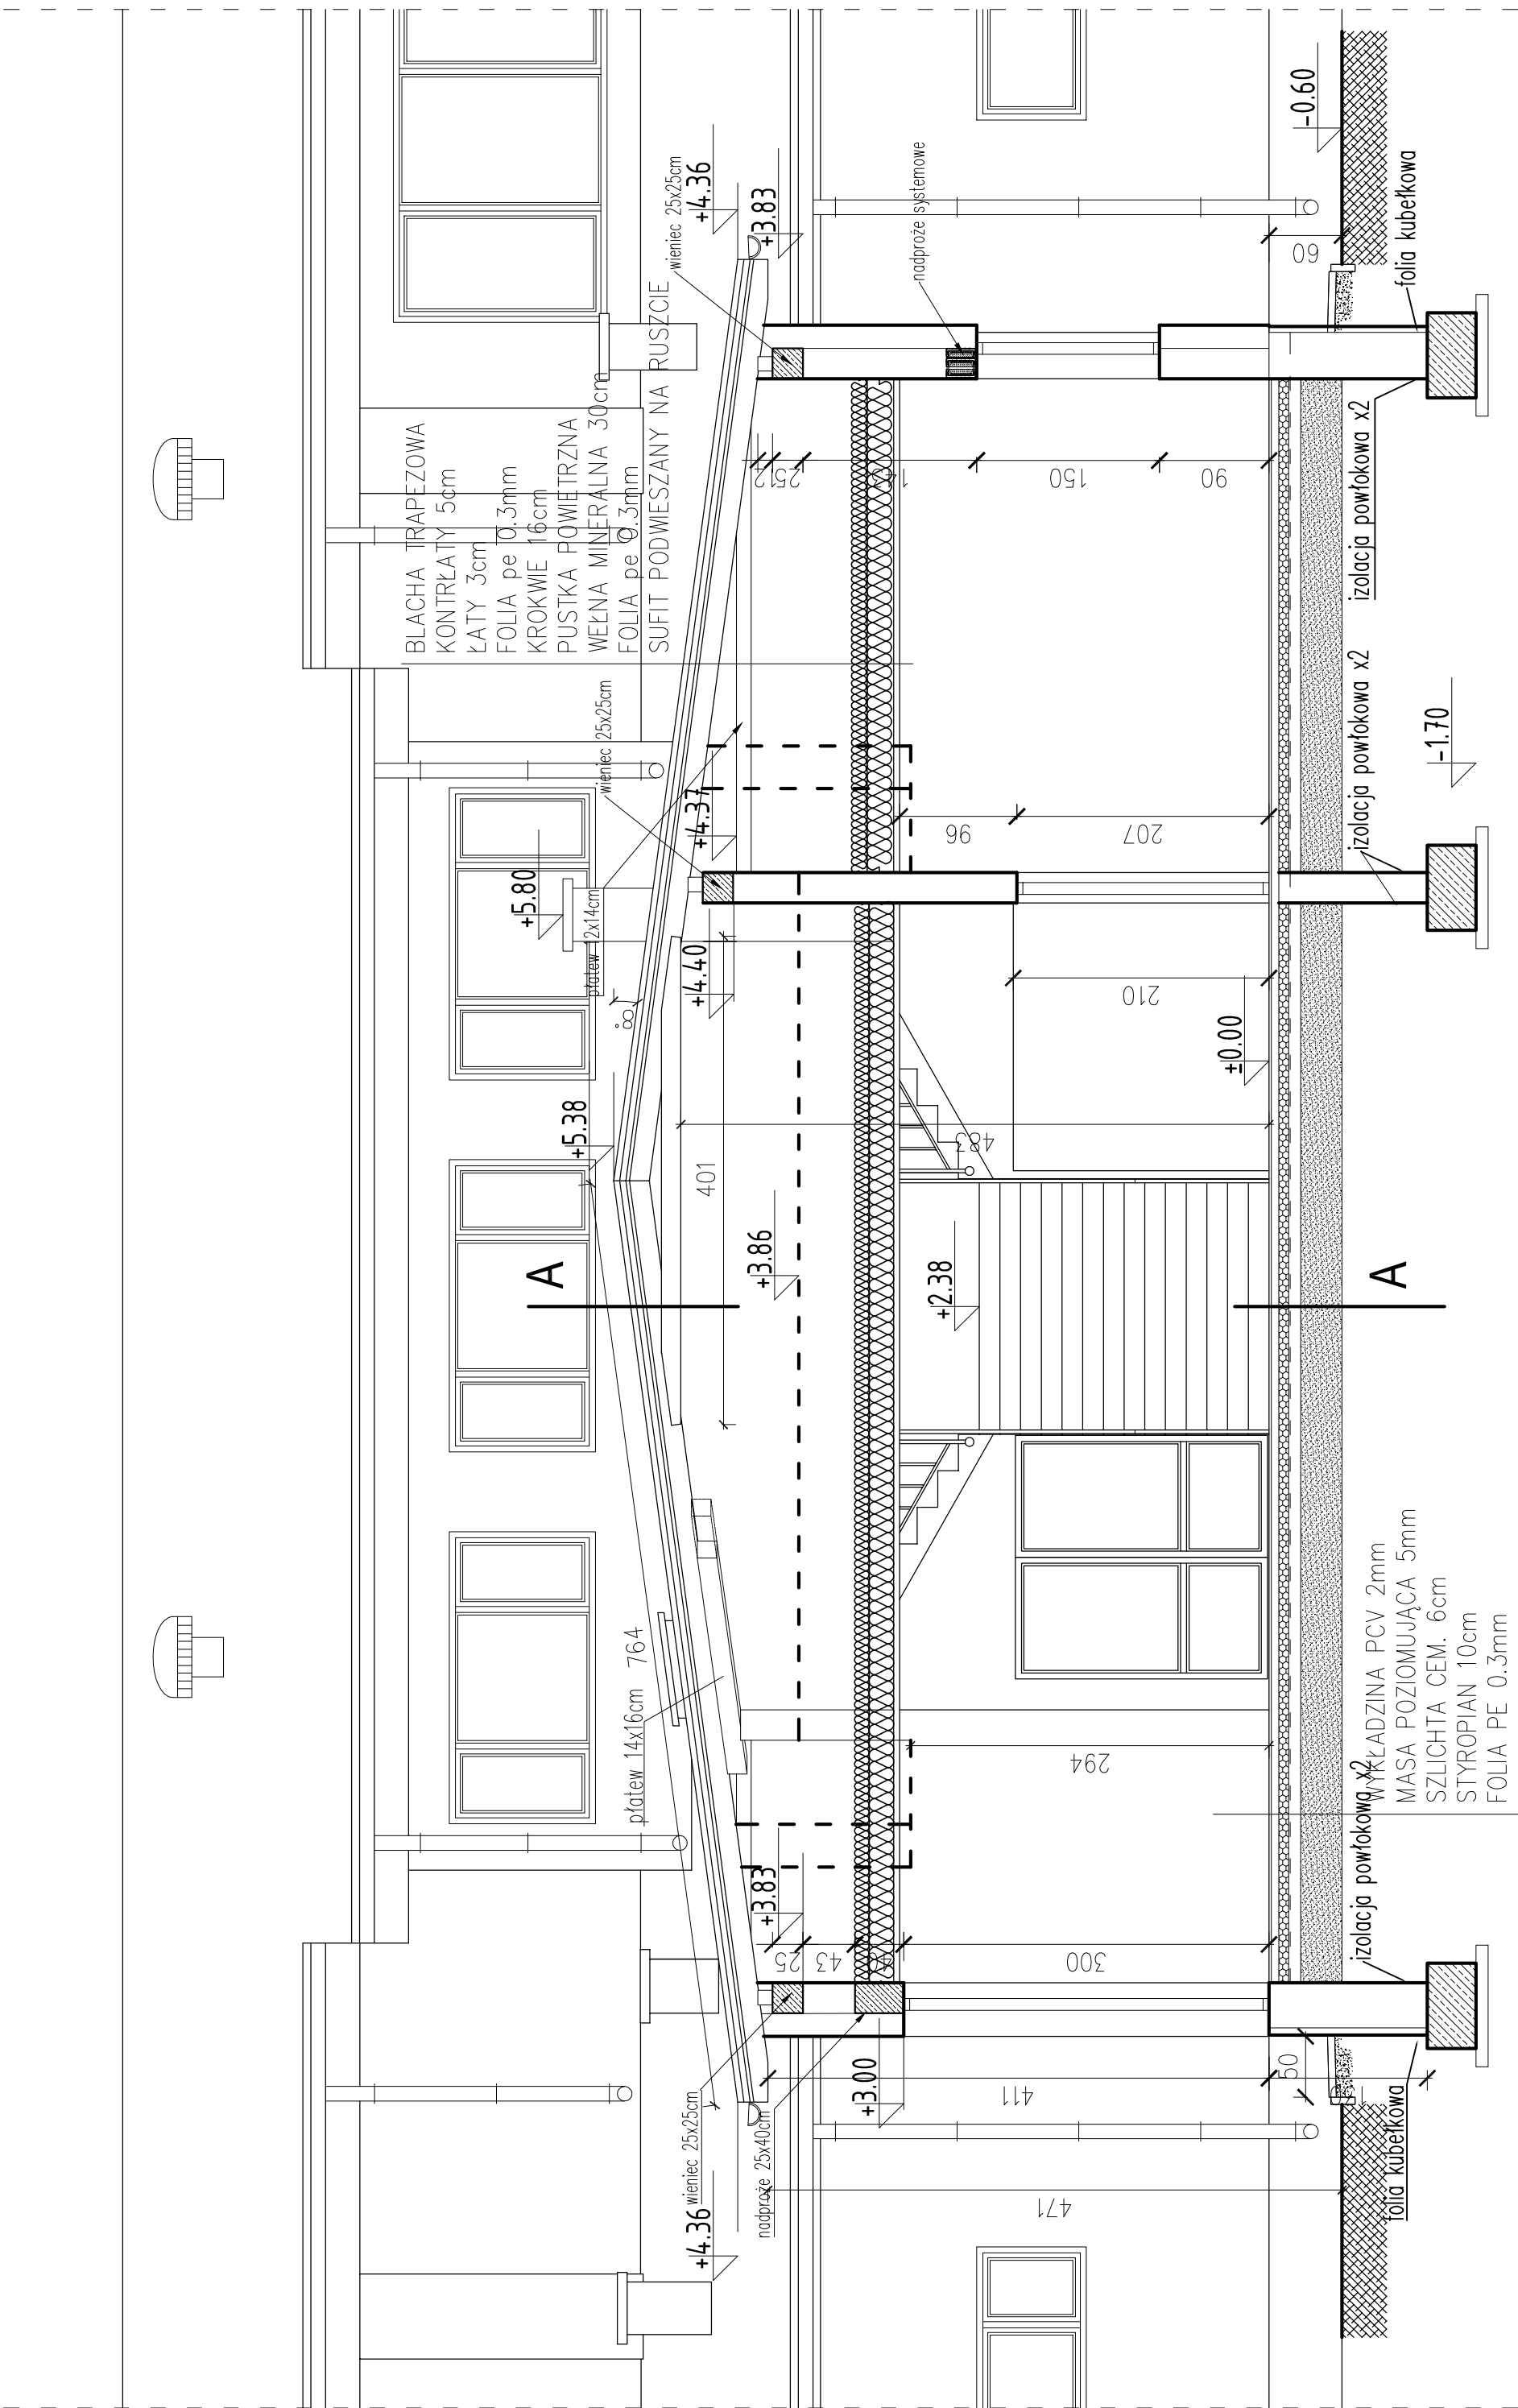 BLACHA TRAPEZOWA
KONTRŁATY 5cm
ŁATY 3cm
FOLIA pe 0.3mm
KROKWIE 16cm
PUSTKA POWIETRZNA
WEŁNA MINERALNA 30cm
FOLIA pe 0.3mm
SUFIT PODWIESZANY NA RUSZCIE
wieniec 25x25cm
+4.36
+3.83
nadproże systemowe
-0.60
60
folia kubełkowa
izolacja powłokowa x2
12
25
143
150
90
wieniec 25x25cm
płatew 12x14cm
+5.80
+4.37
+4.40
8°
96
207
210
±0.00
izolacja powłokowa x2
-1.70
+5.38
401
483
+3.86
+2.38
A
A
płatew 14x16cm
764
294
+3.83
25
43
40
300
WYKŁADZINA PCV 2mm
MASA POZIOMUJĄCA 5mm
SZLICHTA CEM. 6cm
STYROPIAN 10cm
FOLIA PE 0.3mm
izolacja powłokowa x2
wieniec 25x25cm
+4.36
nadproże 25x40cm
+3.00
411
50
471
folia kubełkowa